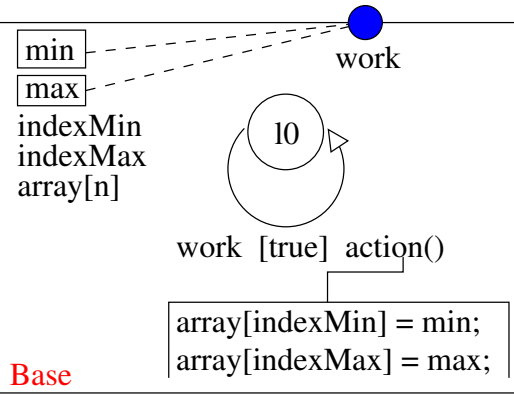 min
work
max
indexMin
indexMax
array[n]
l0
work [true] action()
array[indexMin] = min;
array[indexMax] = max;
Base